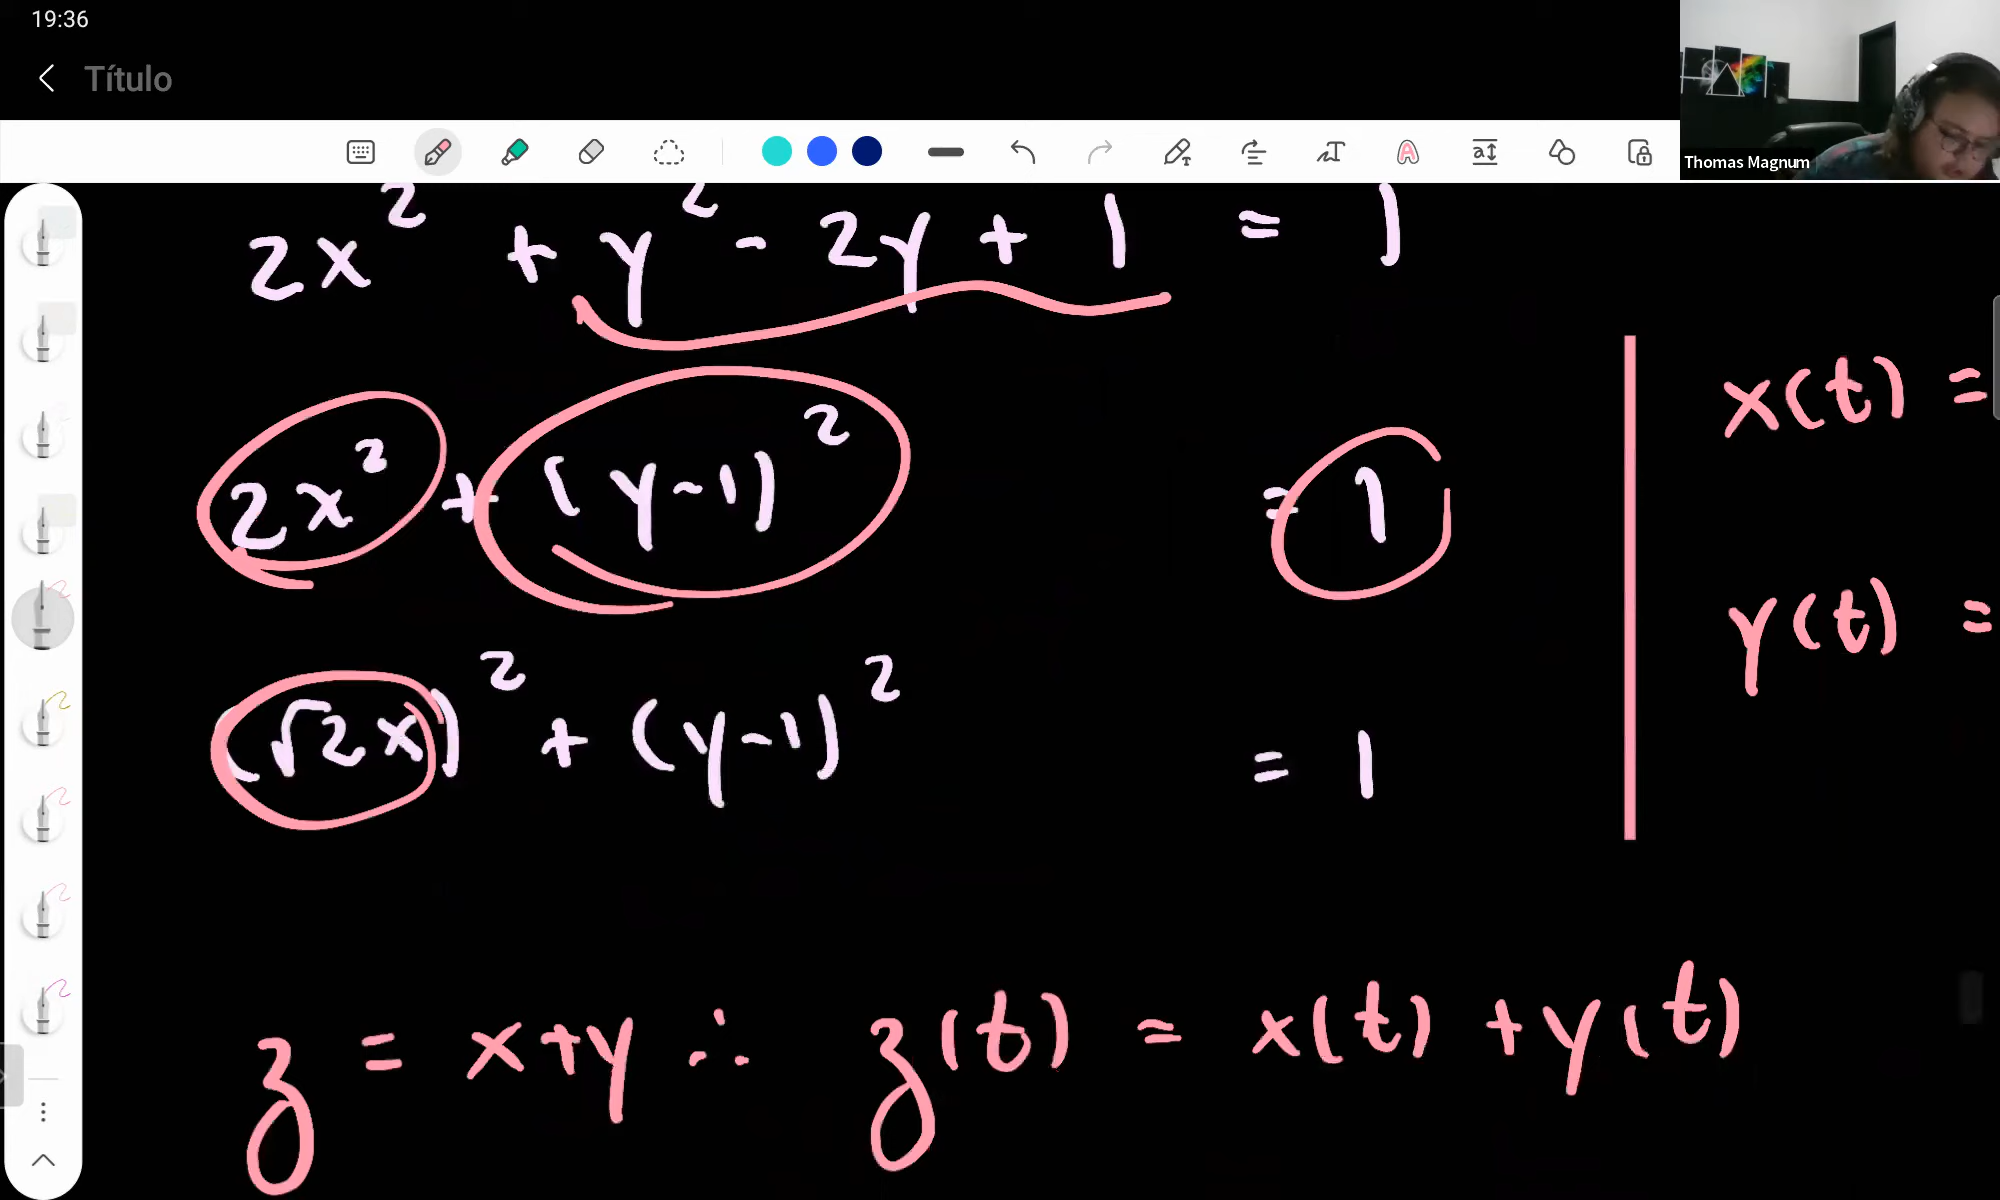 19:36
Título
Thomas Magnum
2x² + y² - 2y + 1 = 1
2x² + (y-1)² = 1
(√2x)² + (y-1)² = 1
x(t) =
y(t) =
z = x+y ∴ z(t) = x(t) + y(t)